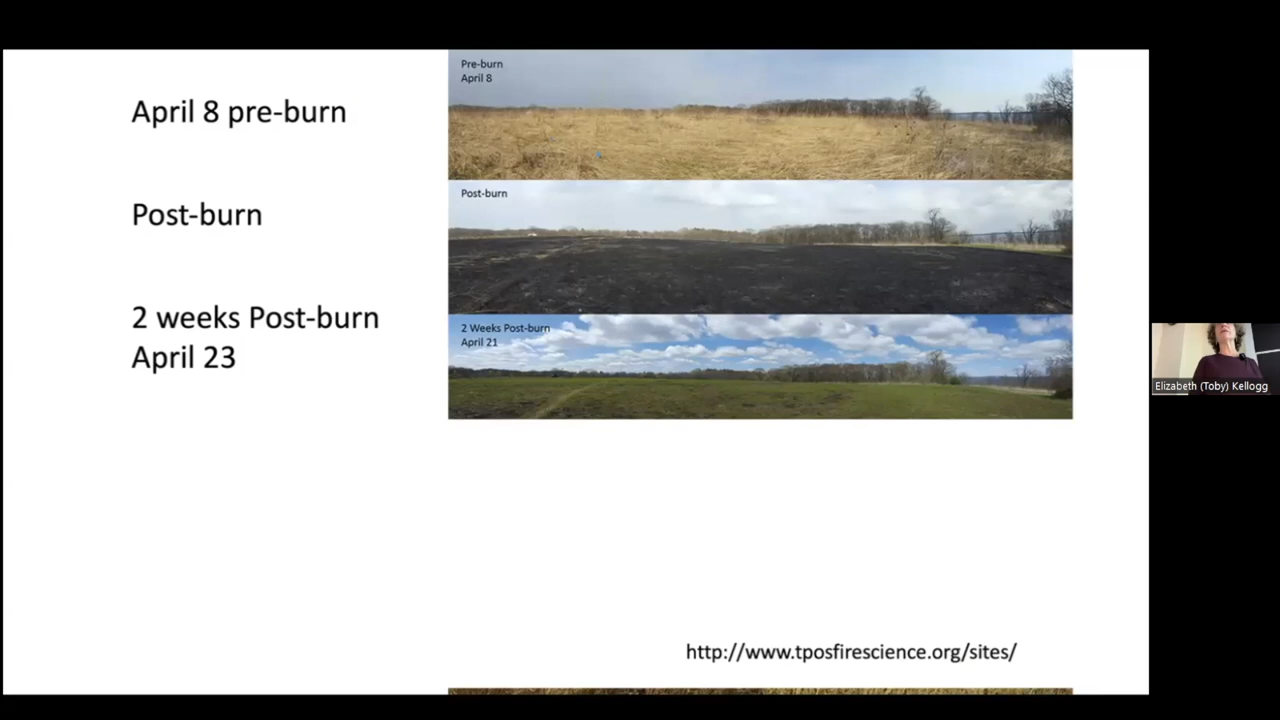 April 8 pre-burn
Post-burn
2 weeks Post-burn
April 23
Pre-burn
April 8
Post-burn
2 Weeks Post-burn
April 21
Elizabeth (Toby) Kellogg
http://www.tposfirescience.org/sites/